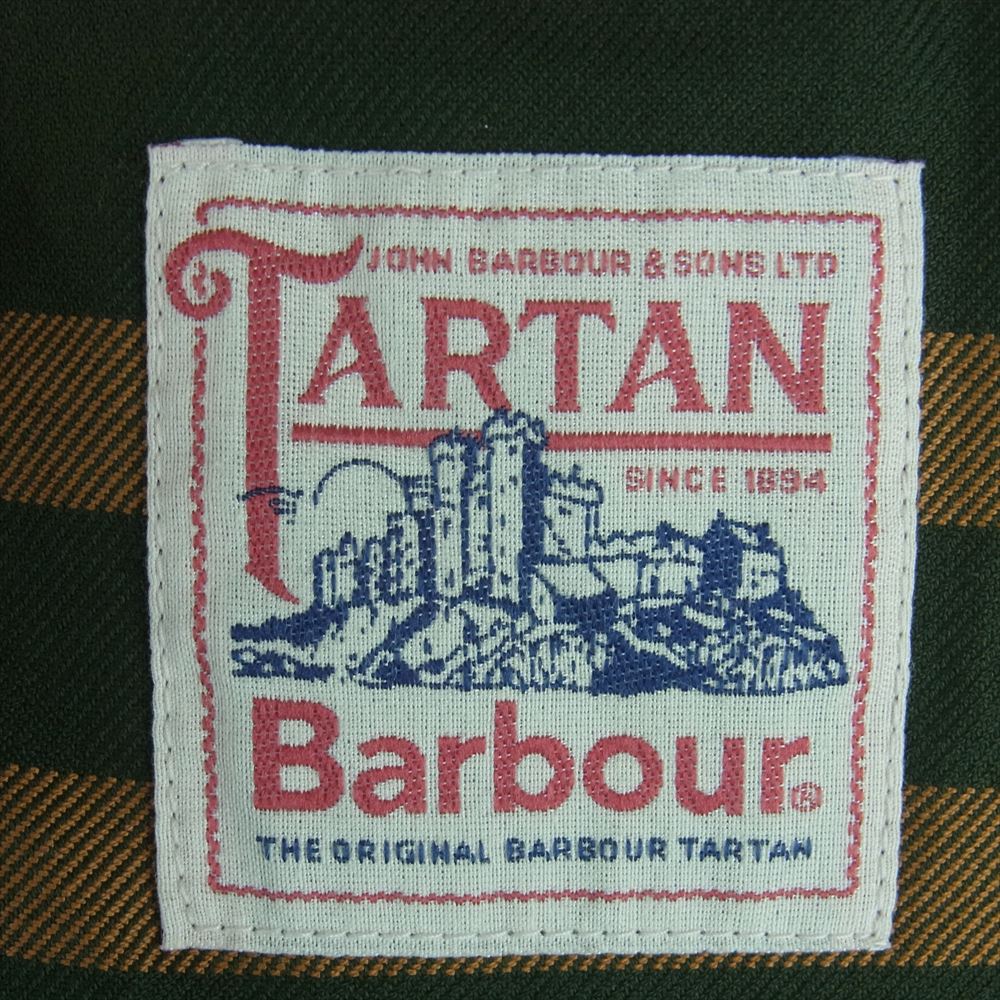 JOHN BARBOUR & SONS LTD
TARTAN
SINCE 1894
Barbour®
THE ORIGINAL BARBOUR TARTAN